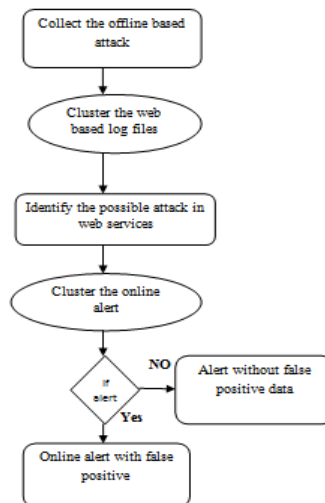 Collect the offline based
attack
Cluster the web
based log files
Identify the possible attack in
web services
Cluster the online
alert
if
alert
NO
Alert without false
positive data
Yes
Online alert with false
positive